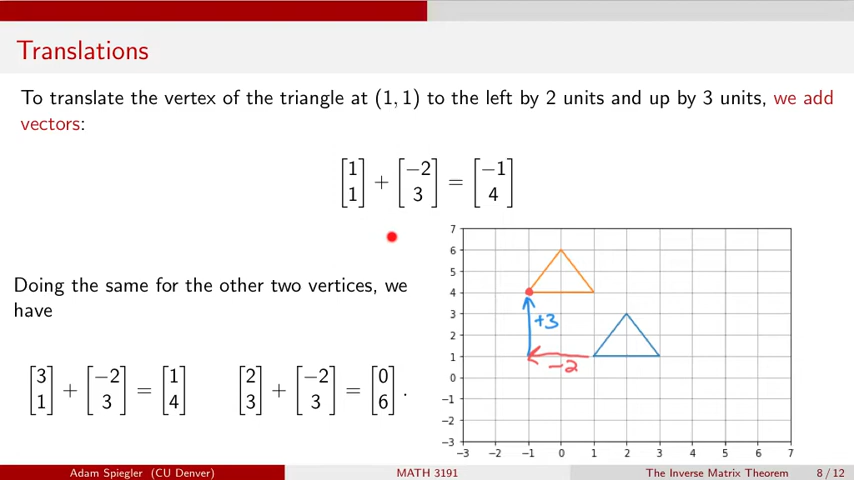 Translations
To translate the vertex of the triangle at (1, 1) to the left by 2 units and up by 3 units, we add
vectors:
[1 1] + [−2 3] = [−1 4]
Doing the same for the other two vertices, we
have
[3 1] + [−2 3] = [1 4] [2 3] + [−2 3] = [0 6].
7
6
5
4
3
2
1
0
−1
−2
−3
+3
−2
−3 −2 −1 0 1 2 3 4 5 6 7
Adam Spiegler (CU Denver) MATH 3191 The Inverse Matrix Theorem 8 / 12